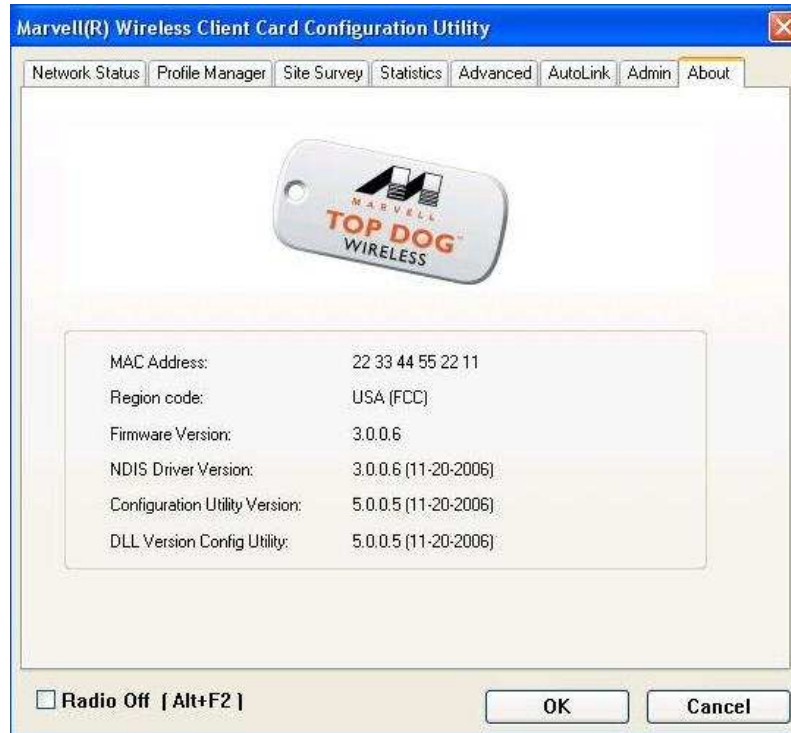 Marvell(R) Wireless Client Card Configuration Utility
Network Status Profile Manager Site Survey Statistics Advanced AutoLink Admin About
MARVELL
TOP DOG™
WIRELESS
MAC Address: 22 33 44 55 22 11
Region code: USA (FCC)
Firmware Version: 3.0.0.6
NDIS Driver Version: 3.0.0.6 (11-20-2006)
Configuration Utility Version: 5.0.0.5 (11-20-2006)
DLL Version Config Utility: 5.0.0.5 (11-20-2006)
Radio Off [ Alt+F2 ] OK Cancel